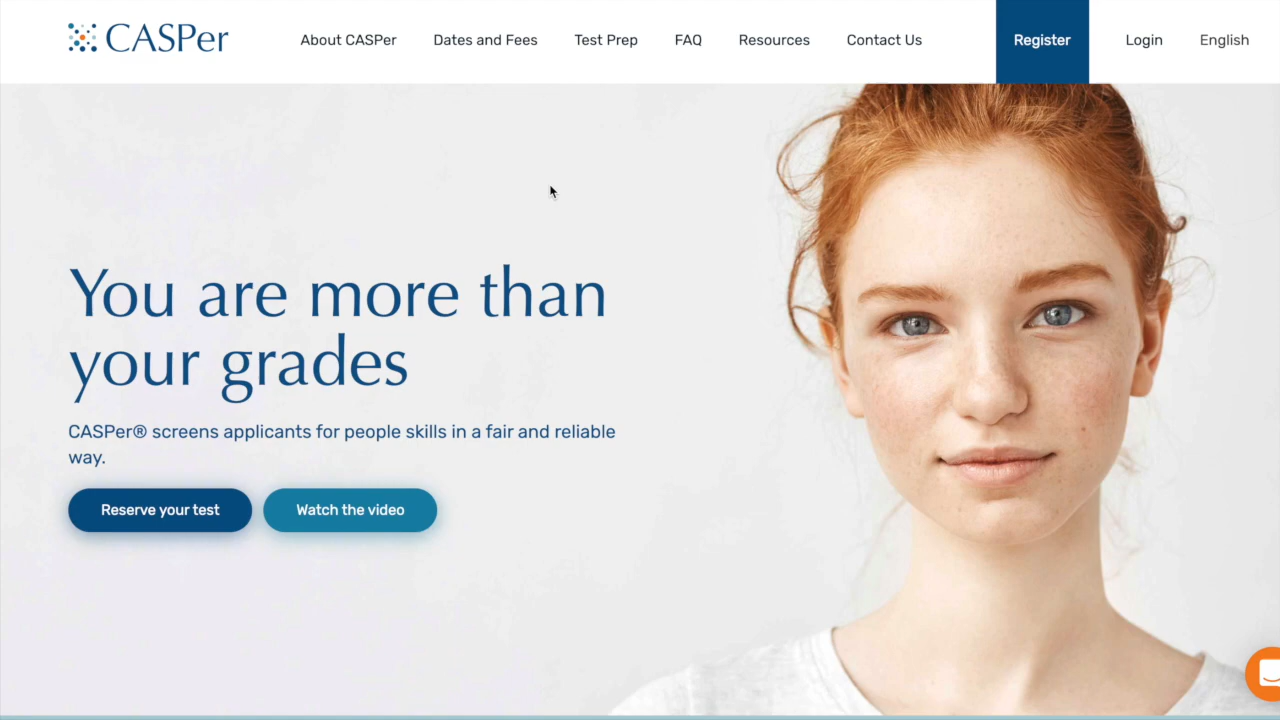 CASPer
About CASPer
Dates and Fees
Test Prep
FAQ
Resources
Contact Us
Register
Login
English
You are more than
your grades
CASPer® screens applicants for people skills in a fair and reliable
way.
Reserve your test
Watch the video